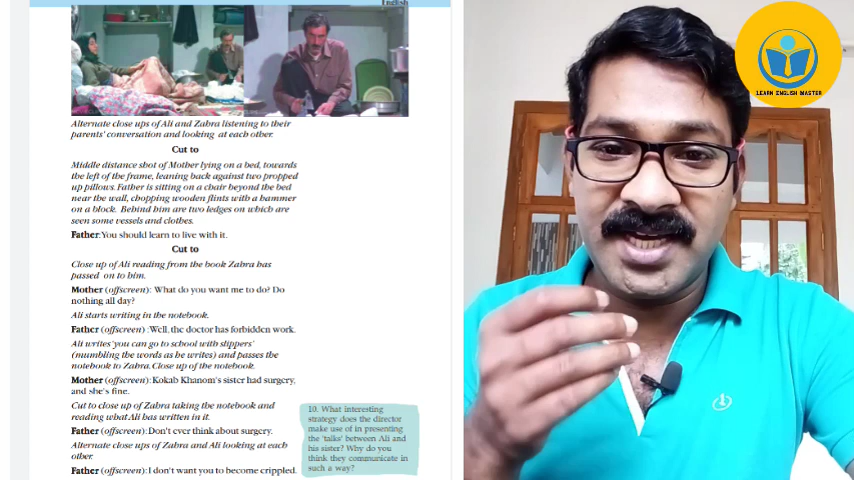 English
Alternate close ups of Ali and Zahra listening to their
parents' conversation and looking at each other.
Cut to
Middle distance shot of Mother lying on a bed, towards
the left of the frame, leaning back against two propped
up pillows. Father is sitting on a chair beyond the bed
near the wall, chopping wooden flints with a hammer
on a block. Behind him are two ledges on which are
seen some vessels and clothes.
Father: You should learn to live with it.
Cut to
Close up of Ali reading from the book Zahra has
passed on to him.
Mother (offscreen): What do you want me to do? Do
nothing all day?
Ali starts writing in the notebook.
Father (offscreen) :Well, the doctor has forbidden work.
Ali writes 'you can go to school with slippers'
(mumbling the words as he writes) and passes the
notebook to Zahra. Close up of the notebook.
Mother (offscreen): Kokab Khanom's sister had surgery,
and she's fine.
Cut to close up of Zahra taking the notebook and
reading what Ali has written in it.
Father (offscreen): Don't ever think about surgery.
Alternate close ups of Zahra and Ali looking at each
other.
Father (offscreen): I don't want you to become crippled.
10. What interesting
strategy does the director
make use of in presenting
the 'talks' between Ali and
his sister? Why do you
think they communicate in
such a way?
LEARN ENGLISH MASTER